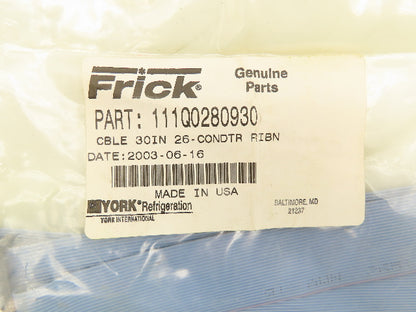 Frick®
Genuine
Parts
PART: 111Q0280930
CBLE 30IN 26-CONDTR RIBN
DATE:2003-06-16
MADE IN USA
YORK® Refrigeration
YORK INTERNATIONAL
BALTIMORE, MD
21237